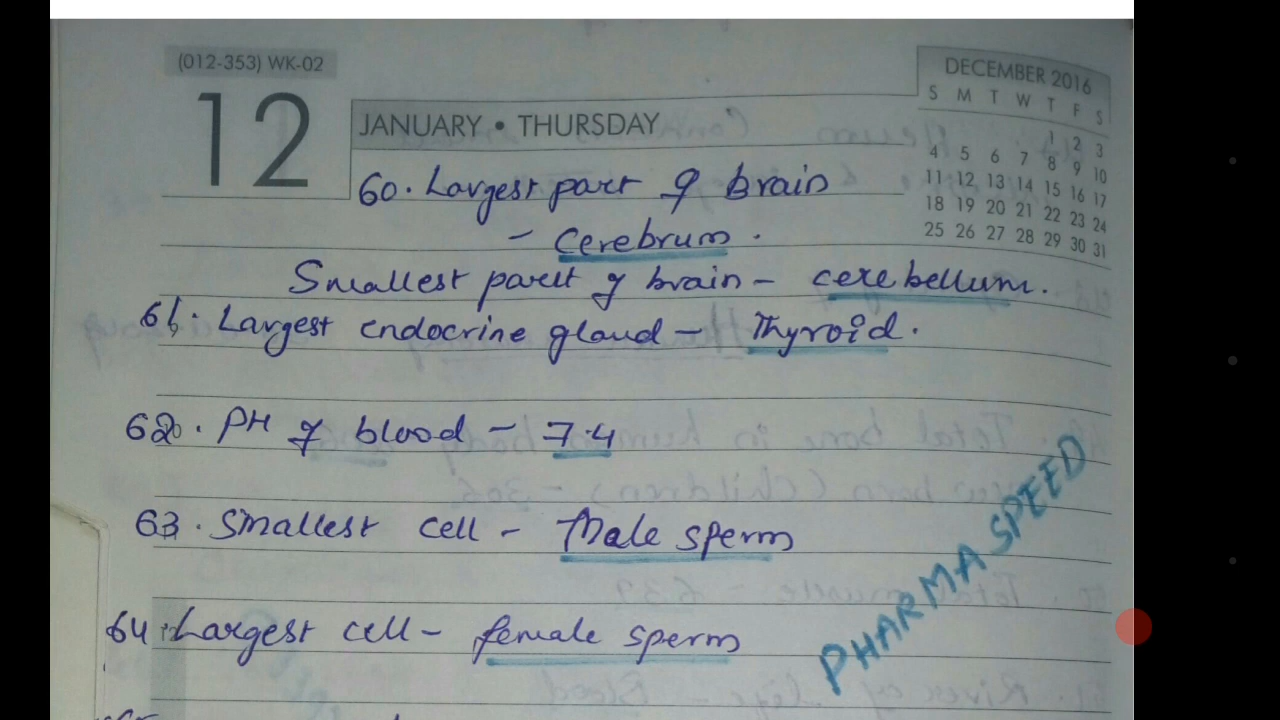 (012-353) WK-02
12
JANUARY • THURSDAY
DECEMBER 2016
S M T W T F S
1 2 3
4 5 6 7 8 9 10
11 12 13 14 15 16 17
18 19 20 21 22 23 24
25 26 27 28 29 30 31
60. Largest part of brain
- Cerebrum.
Smallest part of brain - cerebellum.
61. Largest endocrine gland - Thyroid.
62. PH of blood - 7.4
63. Smallest cell - Male sperm
64. Largest cell - female sperm
PHARMA SPEED